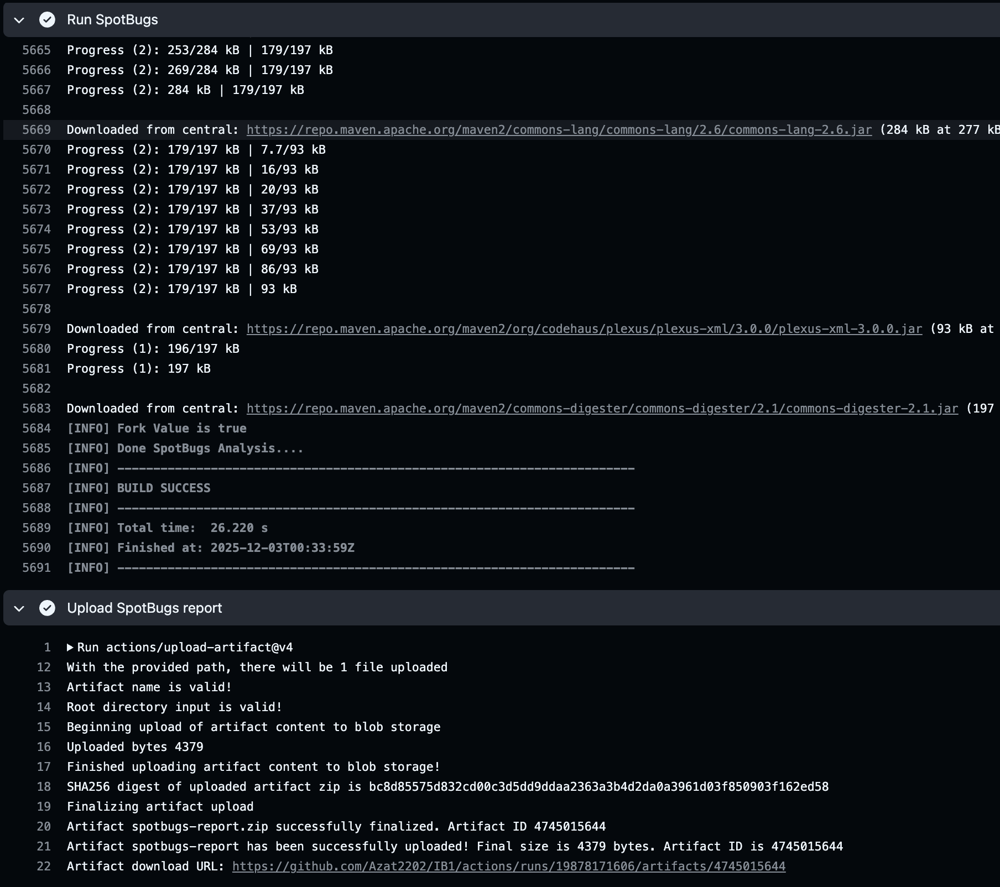 Run SpotBugs
5665 Progress (2): 253/284 kB | 179/197 kB
5666 Progress (2): 269/284 kB | 179/197 kB
5667 Progress (2): 284 kB | 179/197 kB
5668
5669 Downloaded from central: https://repo.maven.apache.org/maven2/commons-lang/commons-lang/2.6/commons-lang-2.6.jar (284 kB at 277 kB
5670 Progress (2): 179/197 kB | 7.7/93 kB
5671 Progress (2): 179/197 kB | 16/93 kB
5672 Progress (2): 179/197 kB | 20/93 kB
5673 Progress (2): 179/197 kB | 37/93 kB
5674 Progress (2): 179/197 kB | 53/93 kB
5675 Progress (2): 179/197 kB | 69/93 kB
5676 Progress (2): 179/197 kB | 86/93 kB
5677 Progress (2): 179/197 kB | 93 kB
5678
5679 Downloaded from central: https://repo.maven.apache.org/maven2/org/codehaus/plexus/plexus-xml/3.0.0/plexus-xml-3.0.0.jar (93 kB at
5680 Progress (1): 196/197 kB
5681 Progress (1): 197 kB
5682
5683 Downloaded from central: https://repo.maven.apache.org/maven2/commons-digester/commons-digester/2.1/commons-digester-2.1.jar (197
5684 [INFO] Fork Value is true
5685 [INFO] Done SpotBugs Analysis....
5686 [INFO] ------------------------------------------------------------------------
5687 [INFO] BUILD SUCCESS
5688 [INFO] ------------------------------------------------------------------------
5689 [INFO] Total time:  26.220 s
5690 [INFO] Finished at: 2025-12-03T00:33:59Z
5691 [INFO] ------------------------------------------------------------------------
Upload SpotBugs report
1 ▶Run actions/upload-artifact@v4
12 With the provided path, there will be 1 file uploaded
13 Artifact name is valid!
14 Root directory input is valid!
15 Beginning upload of artifact content to blob storage
16 Uploaded bytes 4379
17 Finished uploading artifact content to blob storage!
18 SHA256 digest of uploaded artifact zip is bc8d85575d832cd00c3d5dd9ddaa2363a3b4d2da0a3961d03f850903f162ed58
19 Finalizing artifact upload
20 Artifact spotbugs-report.zip successfully finalized. Artifact ID 4745015644
21 Artifact spotbugs-report has been successfully uploaded! Final size is 4379 bytes. Artifact ID is 4745015644
22 Artifact download URL: https://github.com/Azat2202/IB1/actions/runs/19878171606/artifacts/4745015644